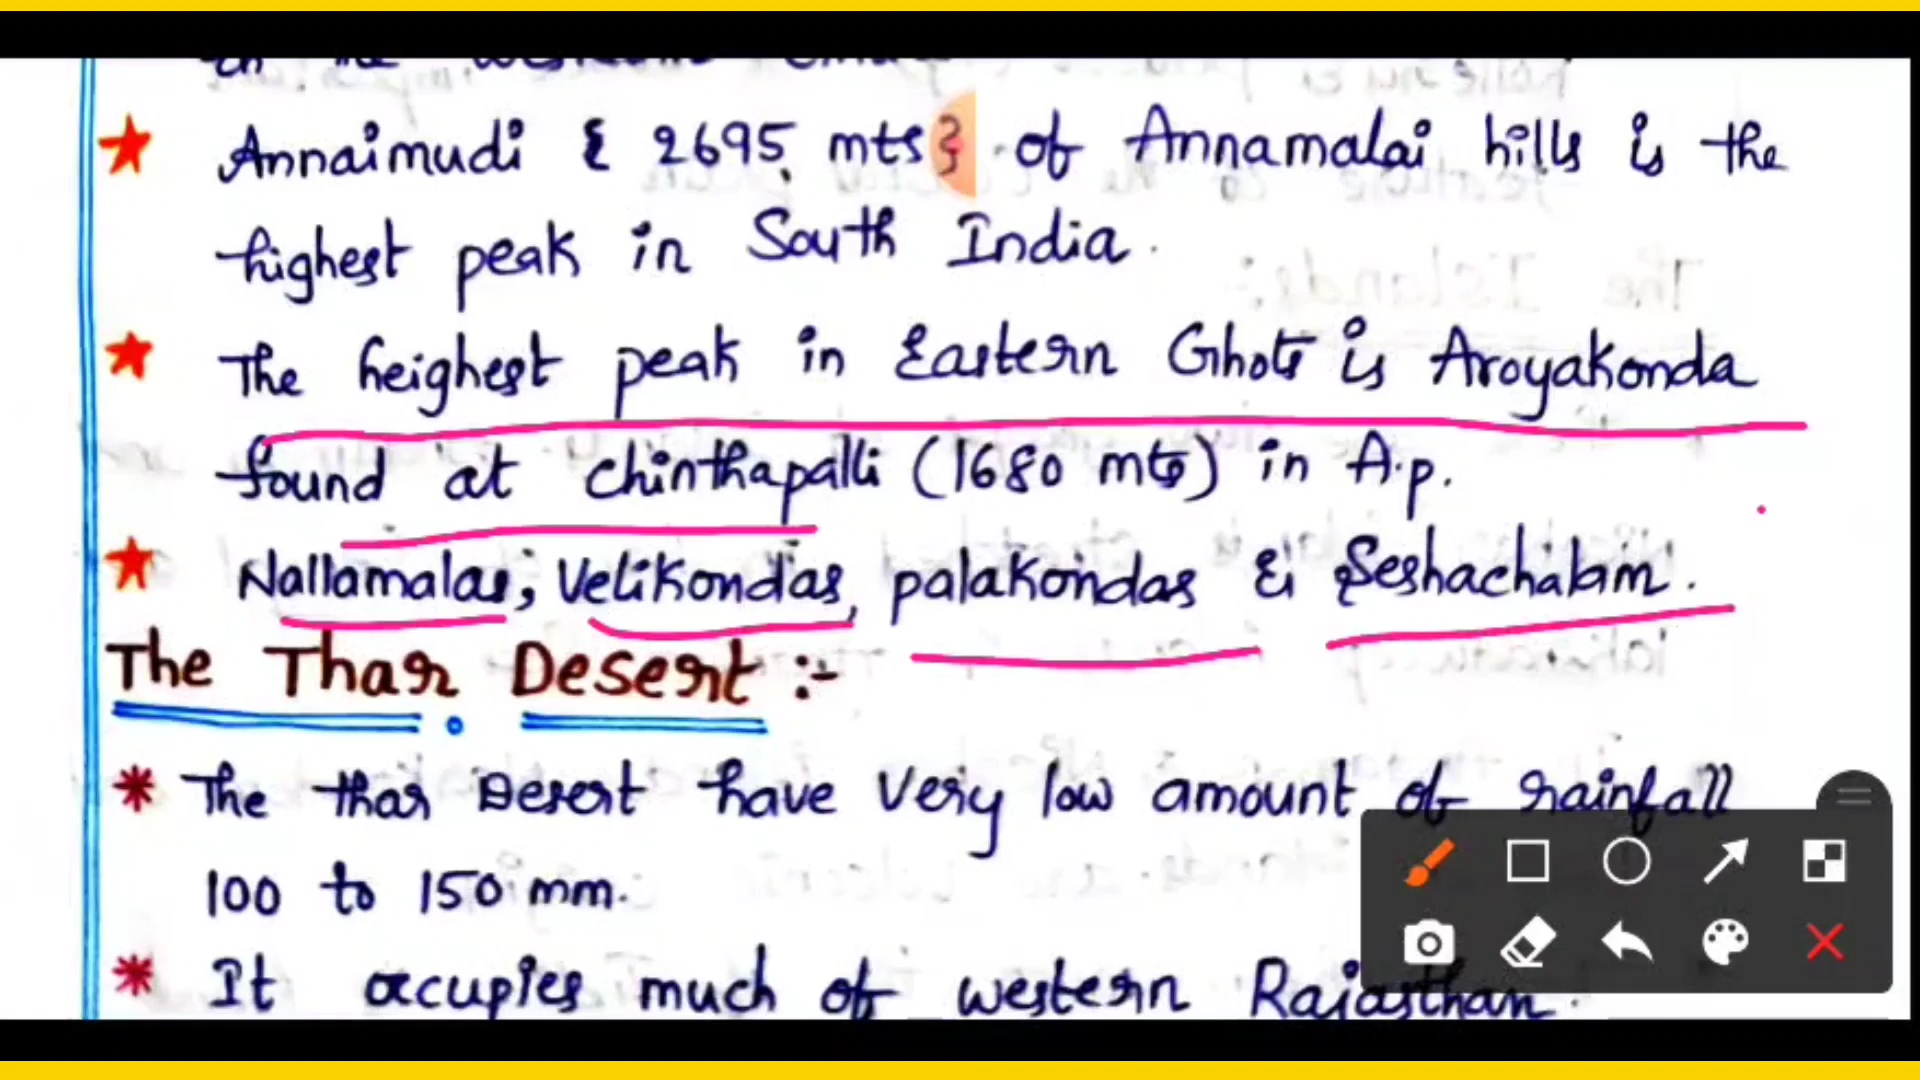 Annaimudi { 2695 mts } of Annamalai hills is the
highest peak in South India.
The heighest peak in Eastern Ghots is Aroyakonda
found at chinthapalli (1680 mts) in A.p.
Nallamalas, Velikondas, palakondas & Seshachalam.
The Thar Desert :-
The thar Desert have very low amount of rainfall
100 to 150 mm.
It occupies much of western Rajasthan.